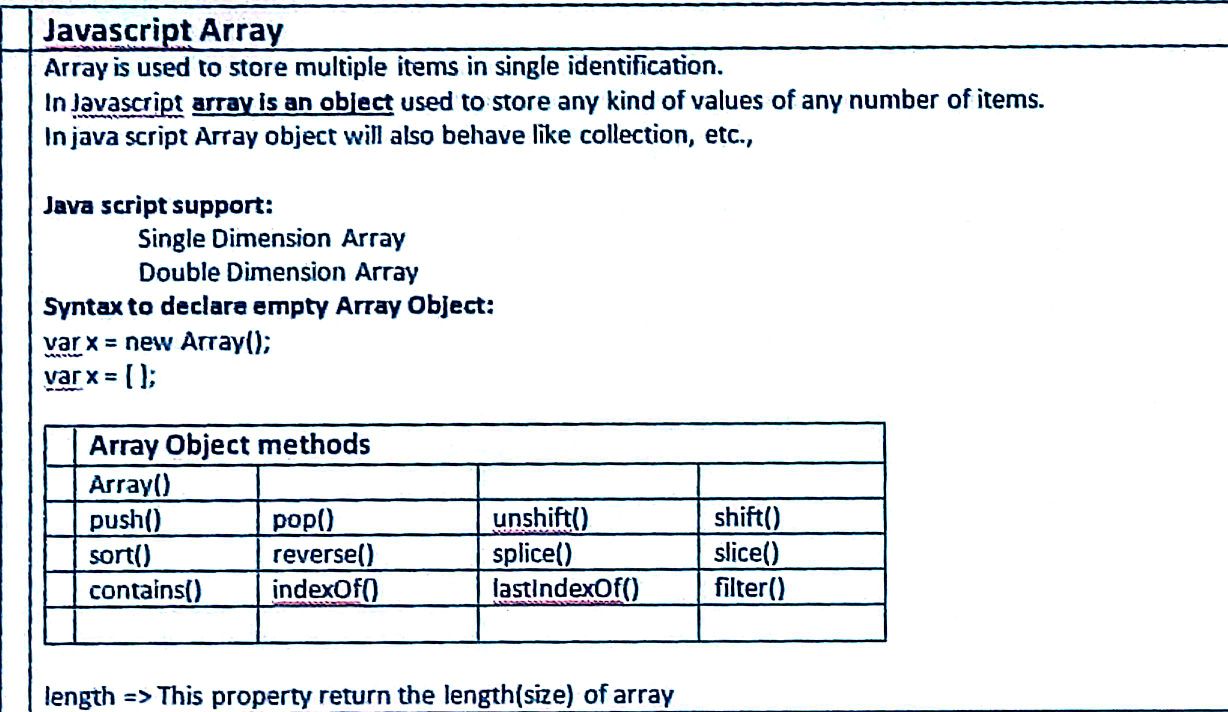 Javascript Array
Array is used to store multiple items in single identification.
In Javascript array is an object used to store any kind of values of any number of items.
In java script Array object will also behave like collection, etc.,
Java script support:
Single Dimension Array
Double Dimension Array
Syntax to declare empty Array Object:
var x = new Array();
var x = [ ];
Array Object methods
Array()
push() pop() unshift() shift()
sort() reverse() splice() slice()
contains() indexOf() lastIndexOf() filter()
length => This property return the length(size) of array